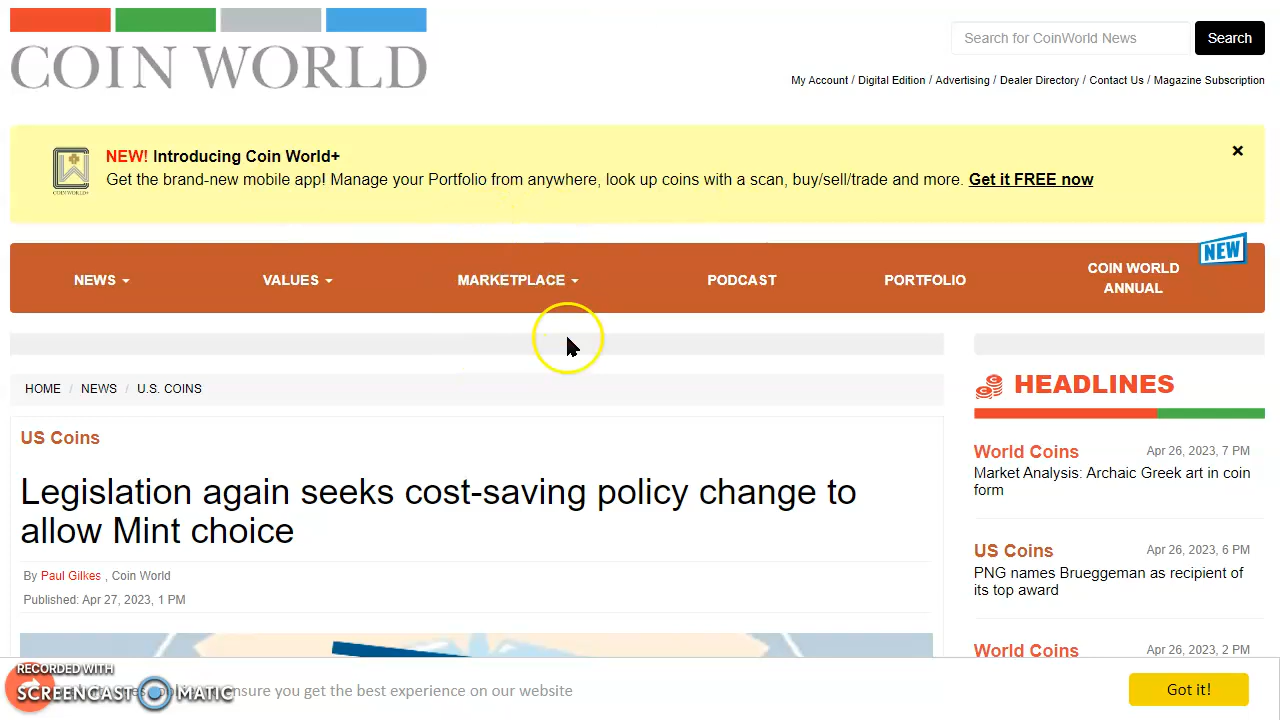 COIN WORLD
Search for CoinWorld News
Search
My Account / Digital Edition / Advertising / Dealer Directory / Contact Us / Magazine Subscription
NEW! Introducing Coin World+
Get the brand-new mobile app! Manage your Portfolio from anywhere, look up coins with a scan, buy/sell/trade and more. Get it FREE now
COIN WORLD+
NEW
NEWS
VALUES
MARKETPLACE
PODCAST
PORTFOLIO
COIN WORLD
ANNUAL
HOME / NEWS / U.S. COINS
US Coins
Legislation again seeks cost-saving policy change to
allow Mint choice
By Paul Gilkes , Coin World
Published: Apr 27, 2023, 1 PM
HEADLINES
World Coins Apr 26, 2023, 7 PM
Market Analysis: Archaic Greek art in coin
form
US Coins Apr 26, 2023, 6 PM
PNG names Brueggeman as recipient of
its top award
World Coins Apr 26, 2023, 2 PM
RECORDED WITH
SCREENCAST MATIC
ensure you get the best experience on our website
Got it!